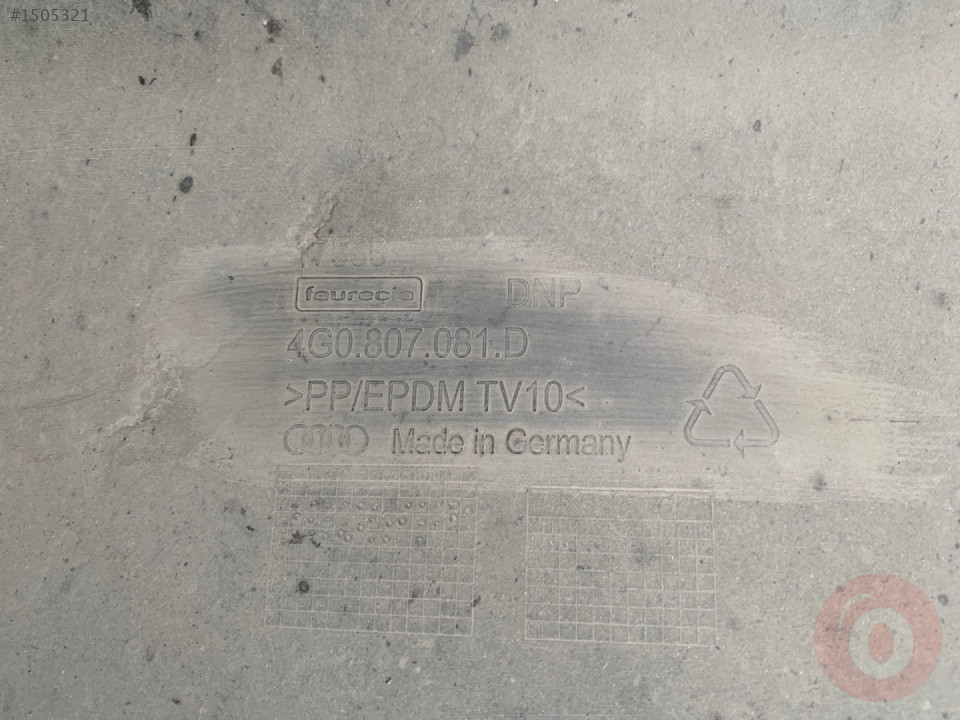 #1505321
faurecia DNP
4G0.807.081.D
>PP/EPDM TV10<
Made in Germany